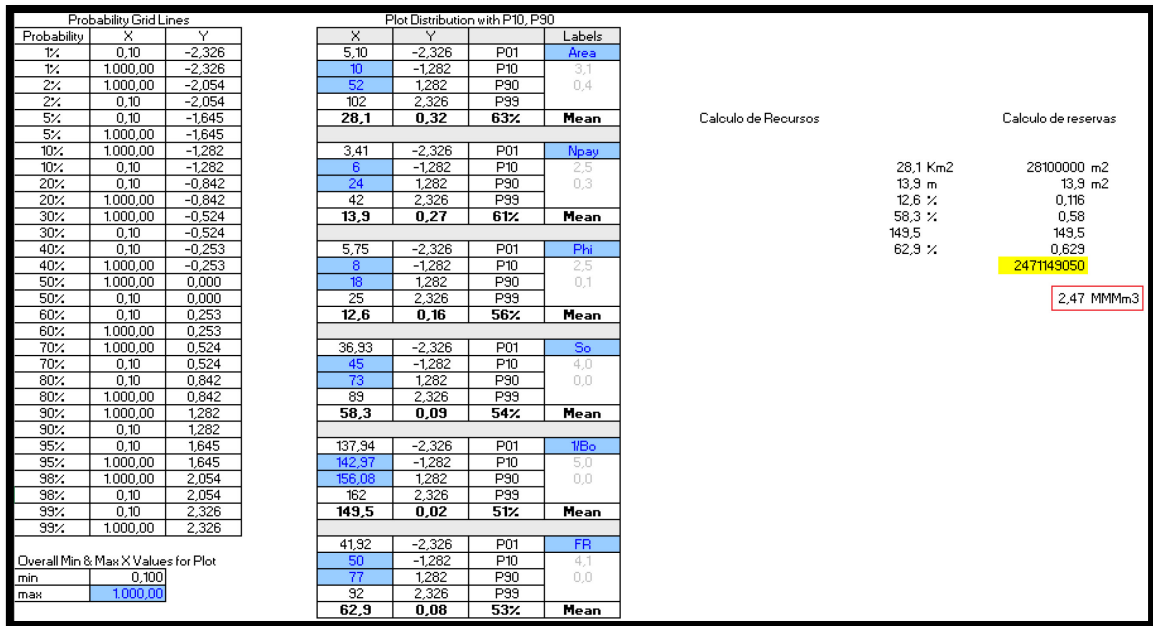 Probability Grid Lines
Probability X Y
1% 0,10 -2,326
1% 1.000,00 -2,326
2% 1.000,00 -2,054
2% 0,10 -2,054
5% 0,10 -1,645
5% 1.000,00 -1,645
10% 1.000,00 -1,282
10% 0,10 -1,282
20% 0,10 -0,842
20% 1.000,00 -0,842
30% 1.000,00 -0,524
30% 0,10 -0,524
40% 0,10 -0,253
40% 1.000,00 -0,253
50% 1.000,00 0,000
50% 0,10 0,000
60% 0,10 0,253
60% 1.000,00 0,253
70% 1.000,00 0,524
70% 0,10 0,524
80% 0,10 0,842
80% 1.000,00 0,842
90% 1.000,00 1,282
90% 0,10 1,282
95% 0,10 1,645
95% 1.000,00 1,645
98% 1.000,00 2,054
98% 0,10 2,054
99% 0,10 2,326
99% 1.000,00 2,326
Overall Min & Max X Values for Plot
min 0,100
max 1.000,00
Plot Distribution with P10, P90
X Y Labels
5,10 -2,326 P01 Area
10 -1,282 P10 3,1
52 1,282 P90 0,4
102 2,326 P99
28,1 0,32 63% Mean
3,41 -2,326 P01 Npay
6 -1,282 P10 2,5
24 1,282 P90 0,3
42 2,326 P99
13,9 0,27 61% Mean
5,75 -2,326 P01 Phi
8 -1,282 P10 2,5
18 1,282 P90 0,1
25 2,326 P99
12,6 0,16 56% Mean
36,93 -2,326 P01 So
45 -1,282 P10 4,0
73 1,282 P90 0,0
89 2,326 P99
58,3 0,09 54% Mean
137,94 -2,326 P01 1/Bo
142,97 -1,282 P10 5,0
156,08 1,282 P90 0,0
162 2,326 P99
149,5 0,02 51% Mean
41,92 -2,326 P01 FR
50 -1,282 P10 4,1
77 1,282 P90 0,0
92 2,326 P99
62,9 0,08 53% Mean
Calculo de Recursos Calculo de reservas
28,1 Km2 28100000 m2
13,9 m 13,9 m2
12,6 % 0,116
58,3 % 0,58
149,5 149,5
62,9 % 0,629
2471149050
2,47 MMMm3